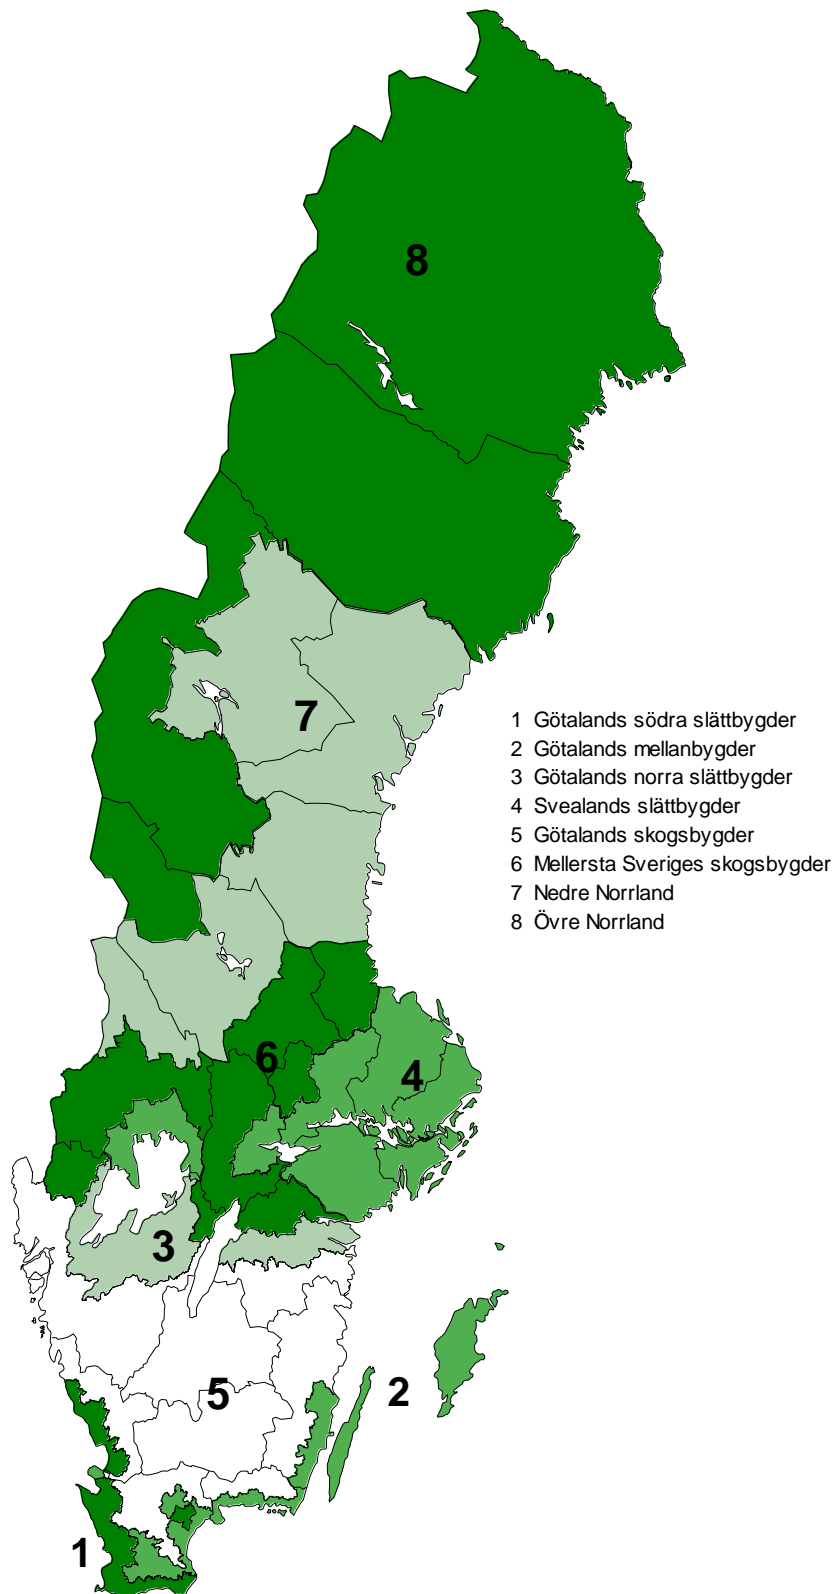 8
7
1 Götalands södra slättbygder
2 Götalands mellanbygder
3 Götalands norra slättbygder
4 Svealands slättbygder
5 Götalands skogsbygder
6 Mellersta Sveriges skogsbygder
7 Nedre Norrland
8 Övre Norrland
6
4
3
5
2
1